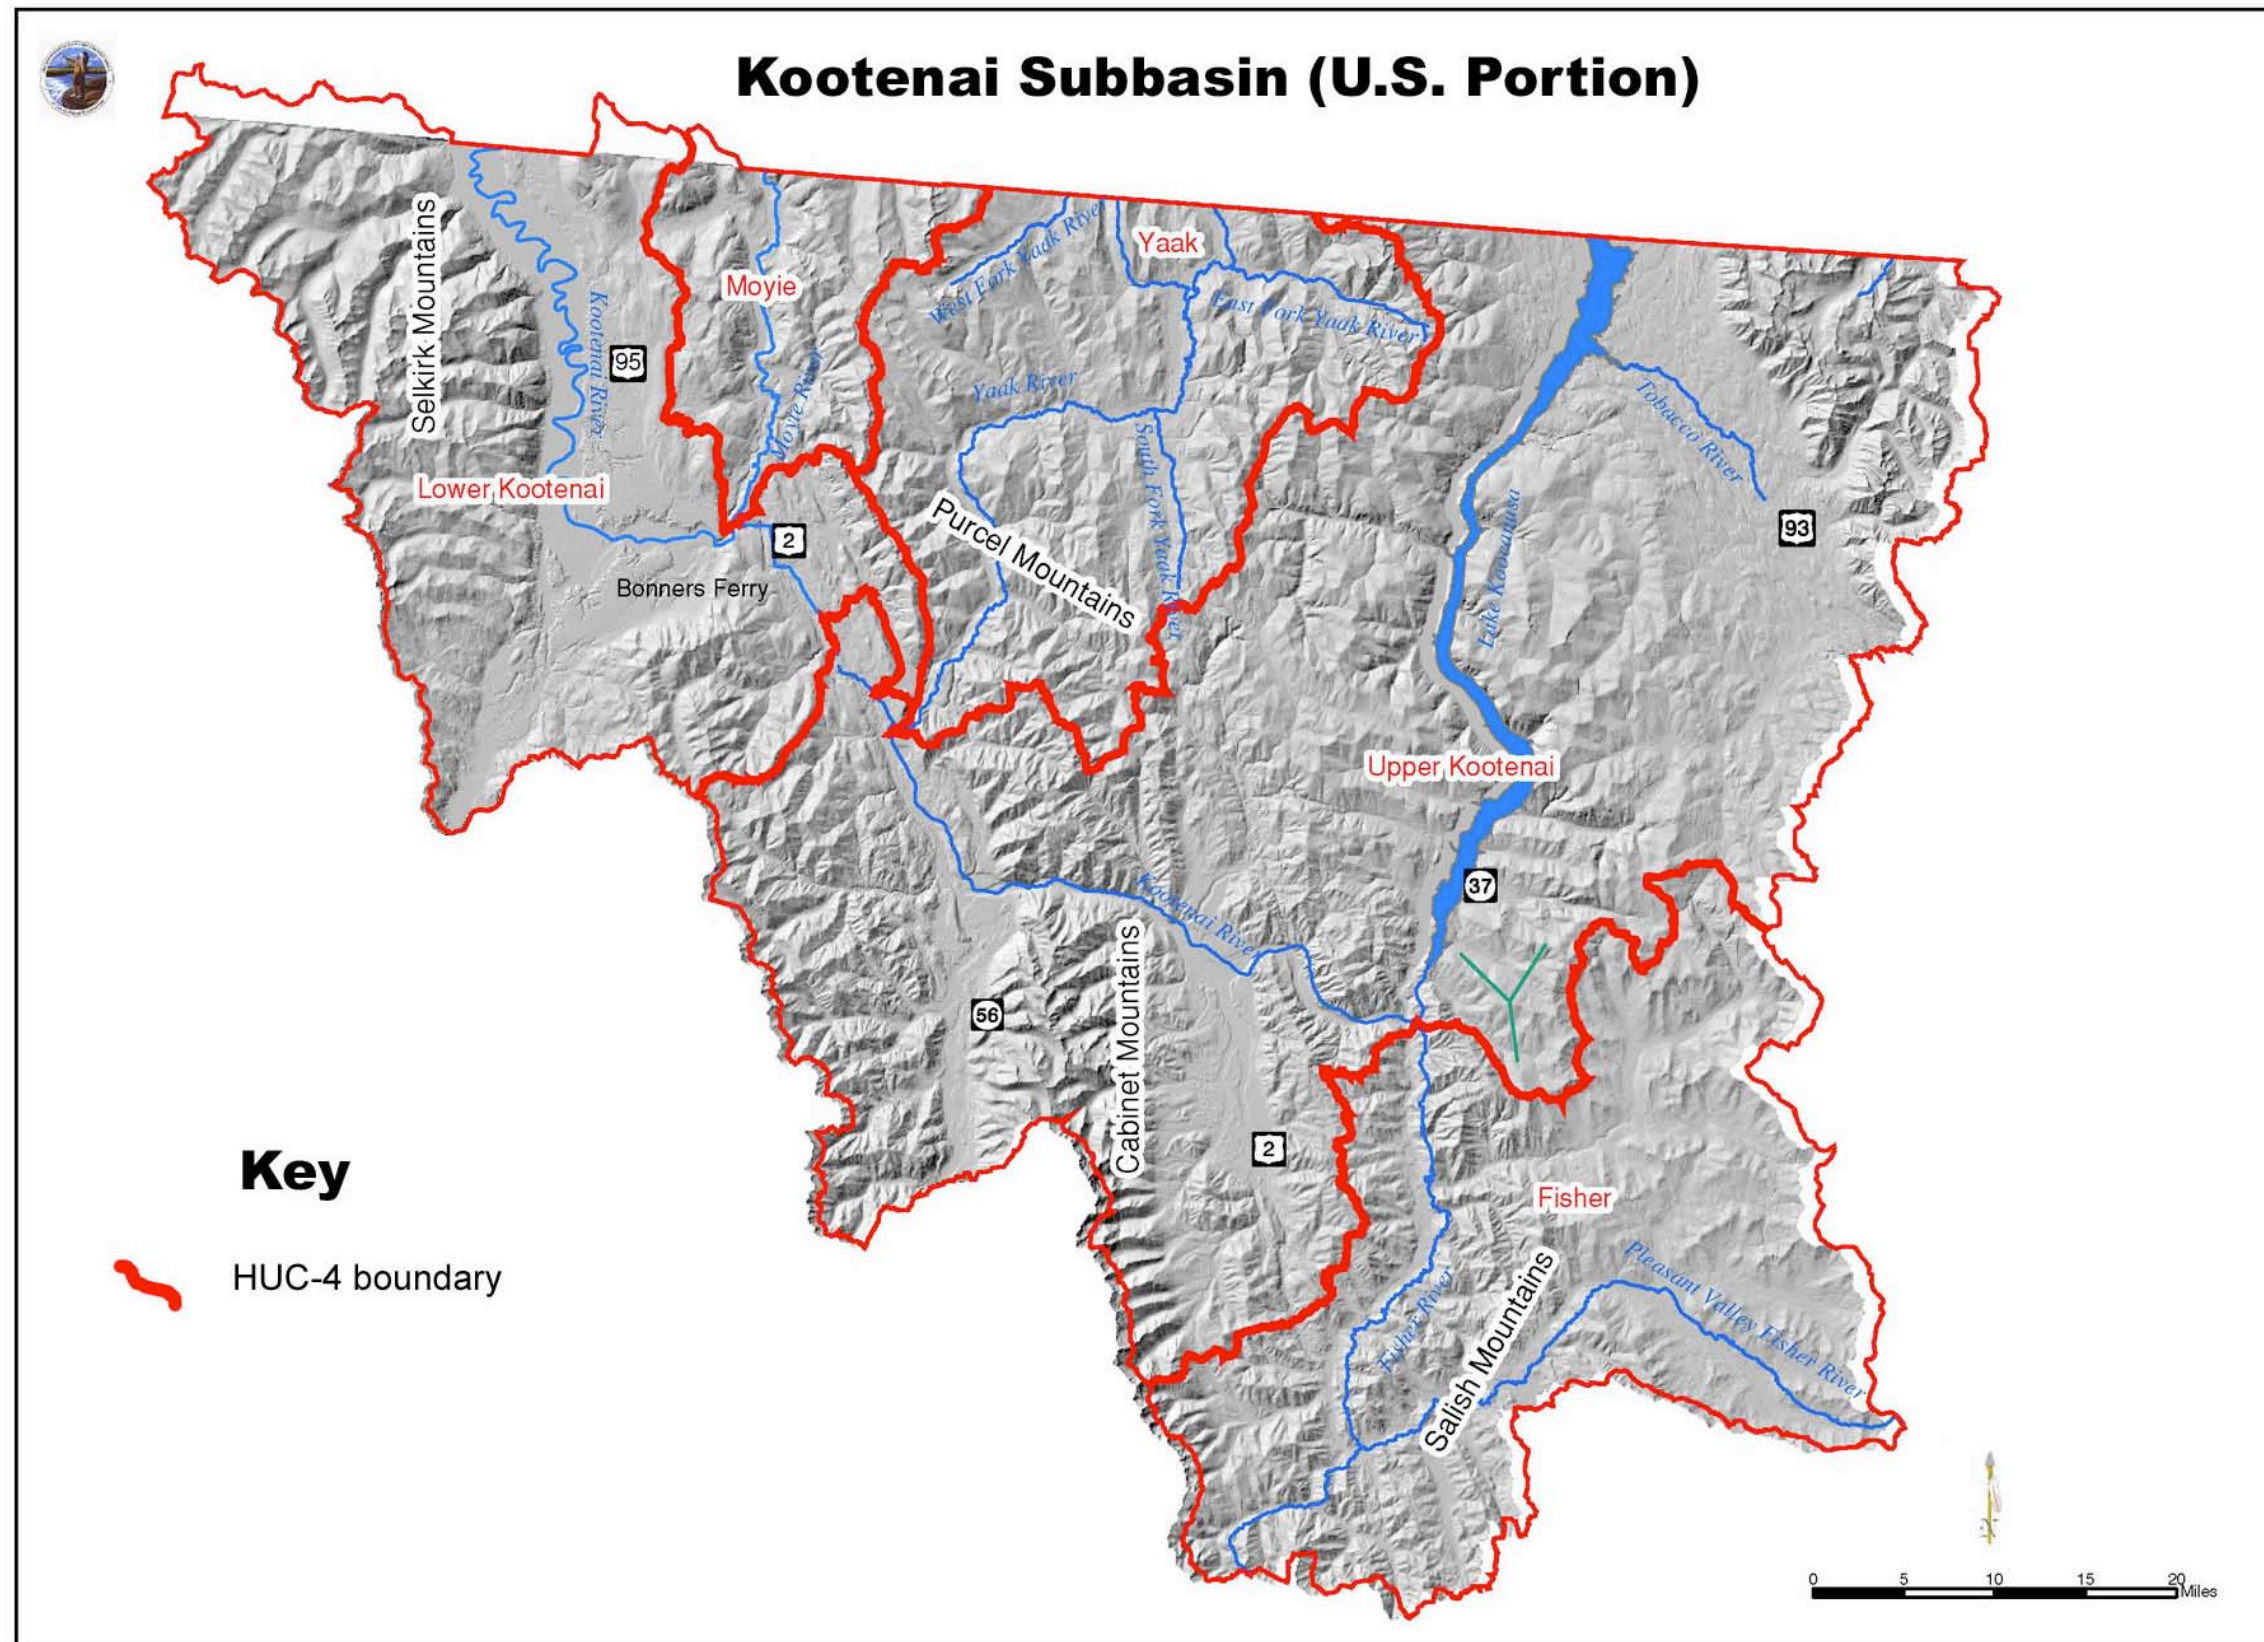 Kootenai Subbasin (U.S. Portion)
Selkirk Mountains
Kootenai River
95
Moyie
Moyie River
West Fork Yaak River
Yaak
East Fork Yaak River
Yaak River
South Fork Yaak River
Tobacco River
93
Lower Kootenai
2
Bonners Ferry
Purcel Mountains
Lake Koocanusa
Upper Kootenai
37
Kootenai River
Cabinet Mountains
56
2
Fisher
Fisher River
Salish Mountains
Pleasant Valley Fisher River
Key
HUC-4 boundary
0 5 10 15 20
Miles